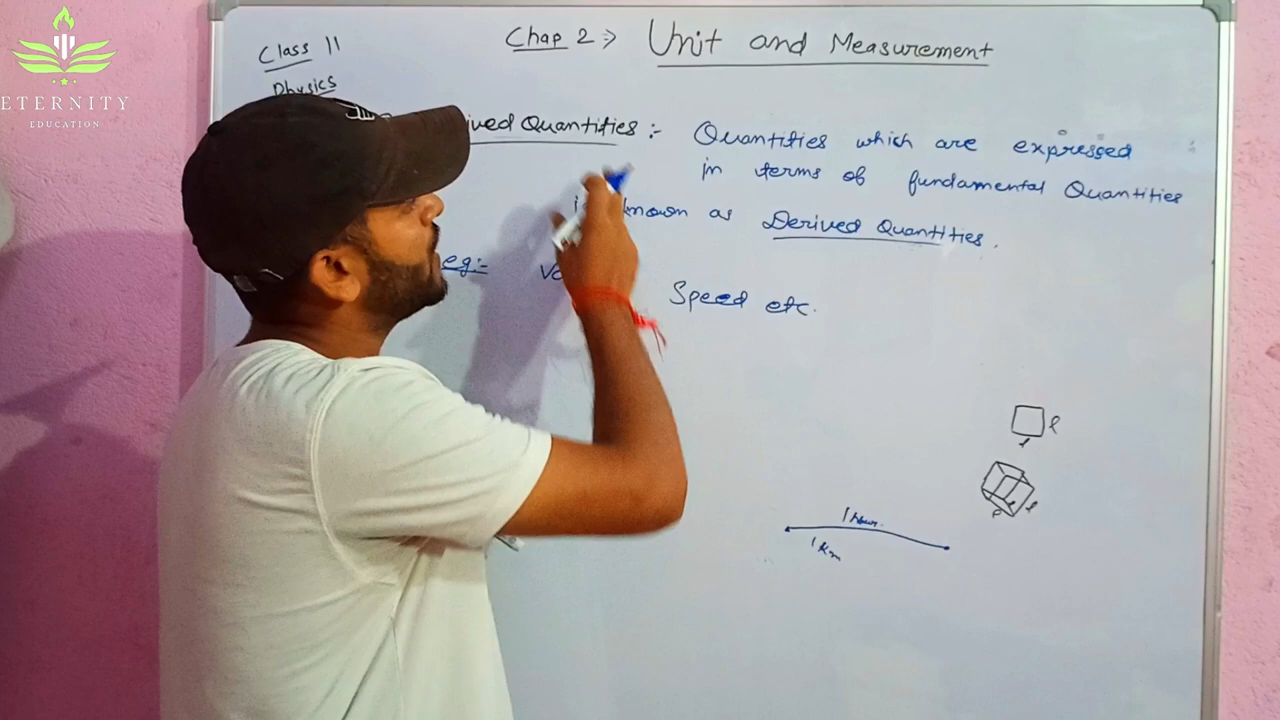 ETERNITY
EDUCATION
Class 11
Physics
Chap 2 :⇒ Unit and Measurement
ived Quantities :- Quantities which are expressed
in terms of fundamental Quantities
known as Derived Quantities.
eg:-
Speed etc.
l
l
1 hour.
1 km
l l